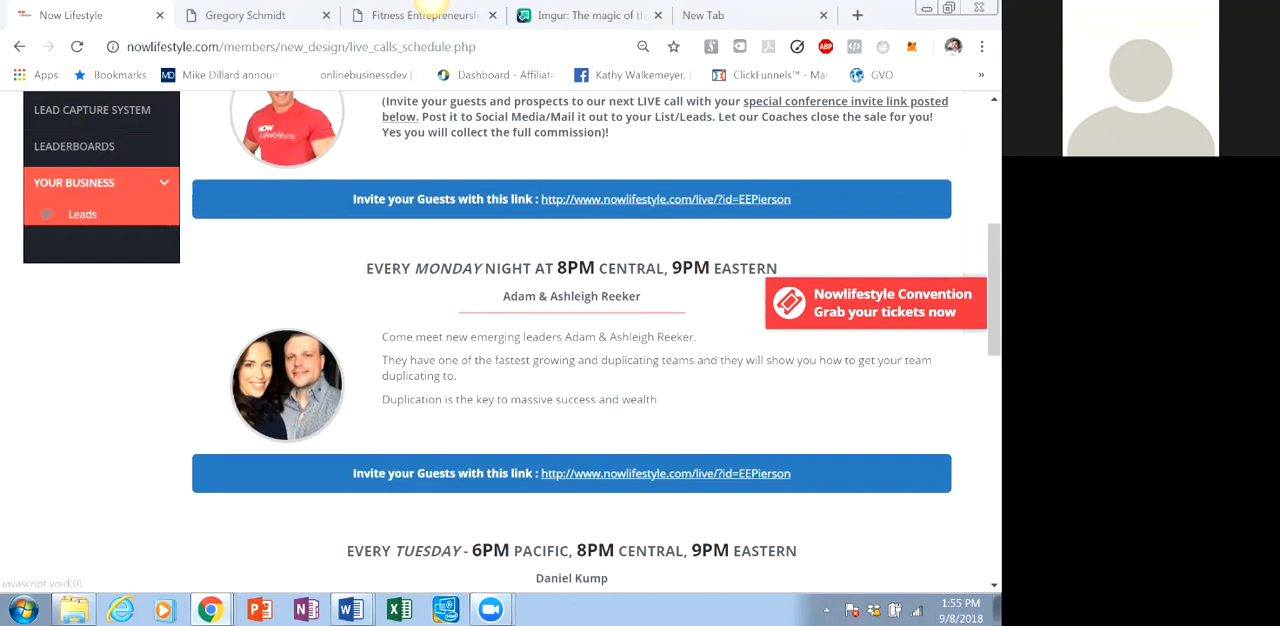 Now Lifestyle
Gregory Schmidt
Fitness Entrepreneursh
Imgur: The magic of th
New Tab
nowlifestyle.com/members/new_design/live_calls_schedule.php
ABP
Apps
Bookmarks
MD
Mike Dillard announ
onlinebusinessdev |
Dashboard - Affiliate
Kathy Walkemeyer,
ClickFunnels™ - Mar
GVO
»
LEAD CAPTURE SYSTEM
LEADERBOARDS
YOUR BUSINESS
Leads
(Invite your guests and prospects to our next LIVE call with your special conference invite link posted
below. Post it to Social Media/Mail it out to your List/Leads. Let our Coaches close the sale for you!
Yes you will collect the full commission)!
Invite your Guests with this link : http://www.nowlifestyle.com/live/?id=EEPierson
EVERY MONDAY NIGHT AT 8PM CENTRAL, 9PM EASTERN
Adam & Ashleigh Reeker
Nowlifestyle Convention
Grab your tickets now
Come meet new emerging leaders Adam & Ashleigh Reeker.
They have one of the fastest growing and duplicating teams and they will show you how to get your team
duplicating to.
Duplication is the key to massive success and wealth
Invite your Guests with this link : http://www.nowlifestyle.com/live/?id=EEPierson
EVERY TUESDAY - 6PM PACIFIC, 8PM CENTRAL, 9PM EASTERN
Daniel Kump
javascript:void(0);
1:55 PM
9/8/2018